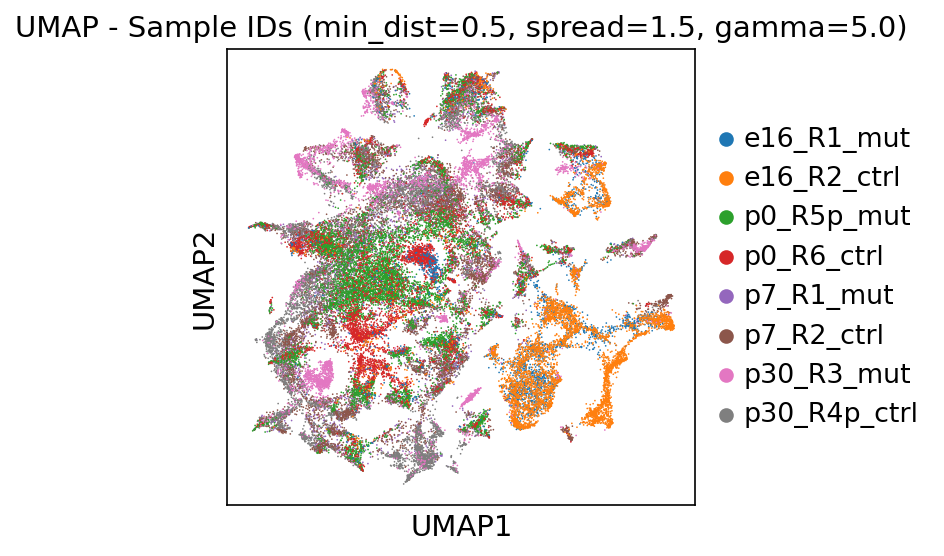 UMAP - Sample IDs (min_dist=0.5, spread=1.5, gamma=5.0)
UMAP2
e16_R1_mut
e16_R2_ctrl
p0_R5p_mut
p0_R6_ctrl
p7_R1_mut
p7_R2_ctrl
p30_R3_mut
p30_R4p_ctrl
UMAP1